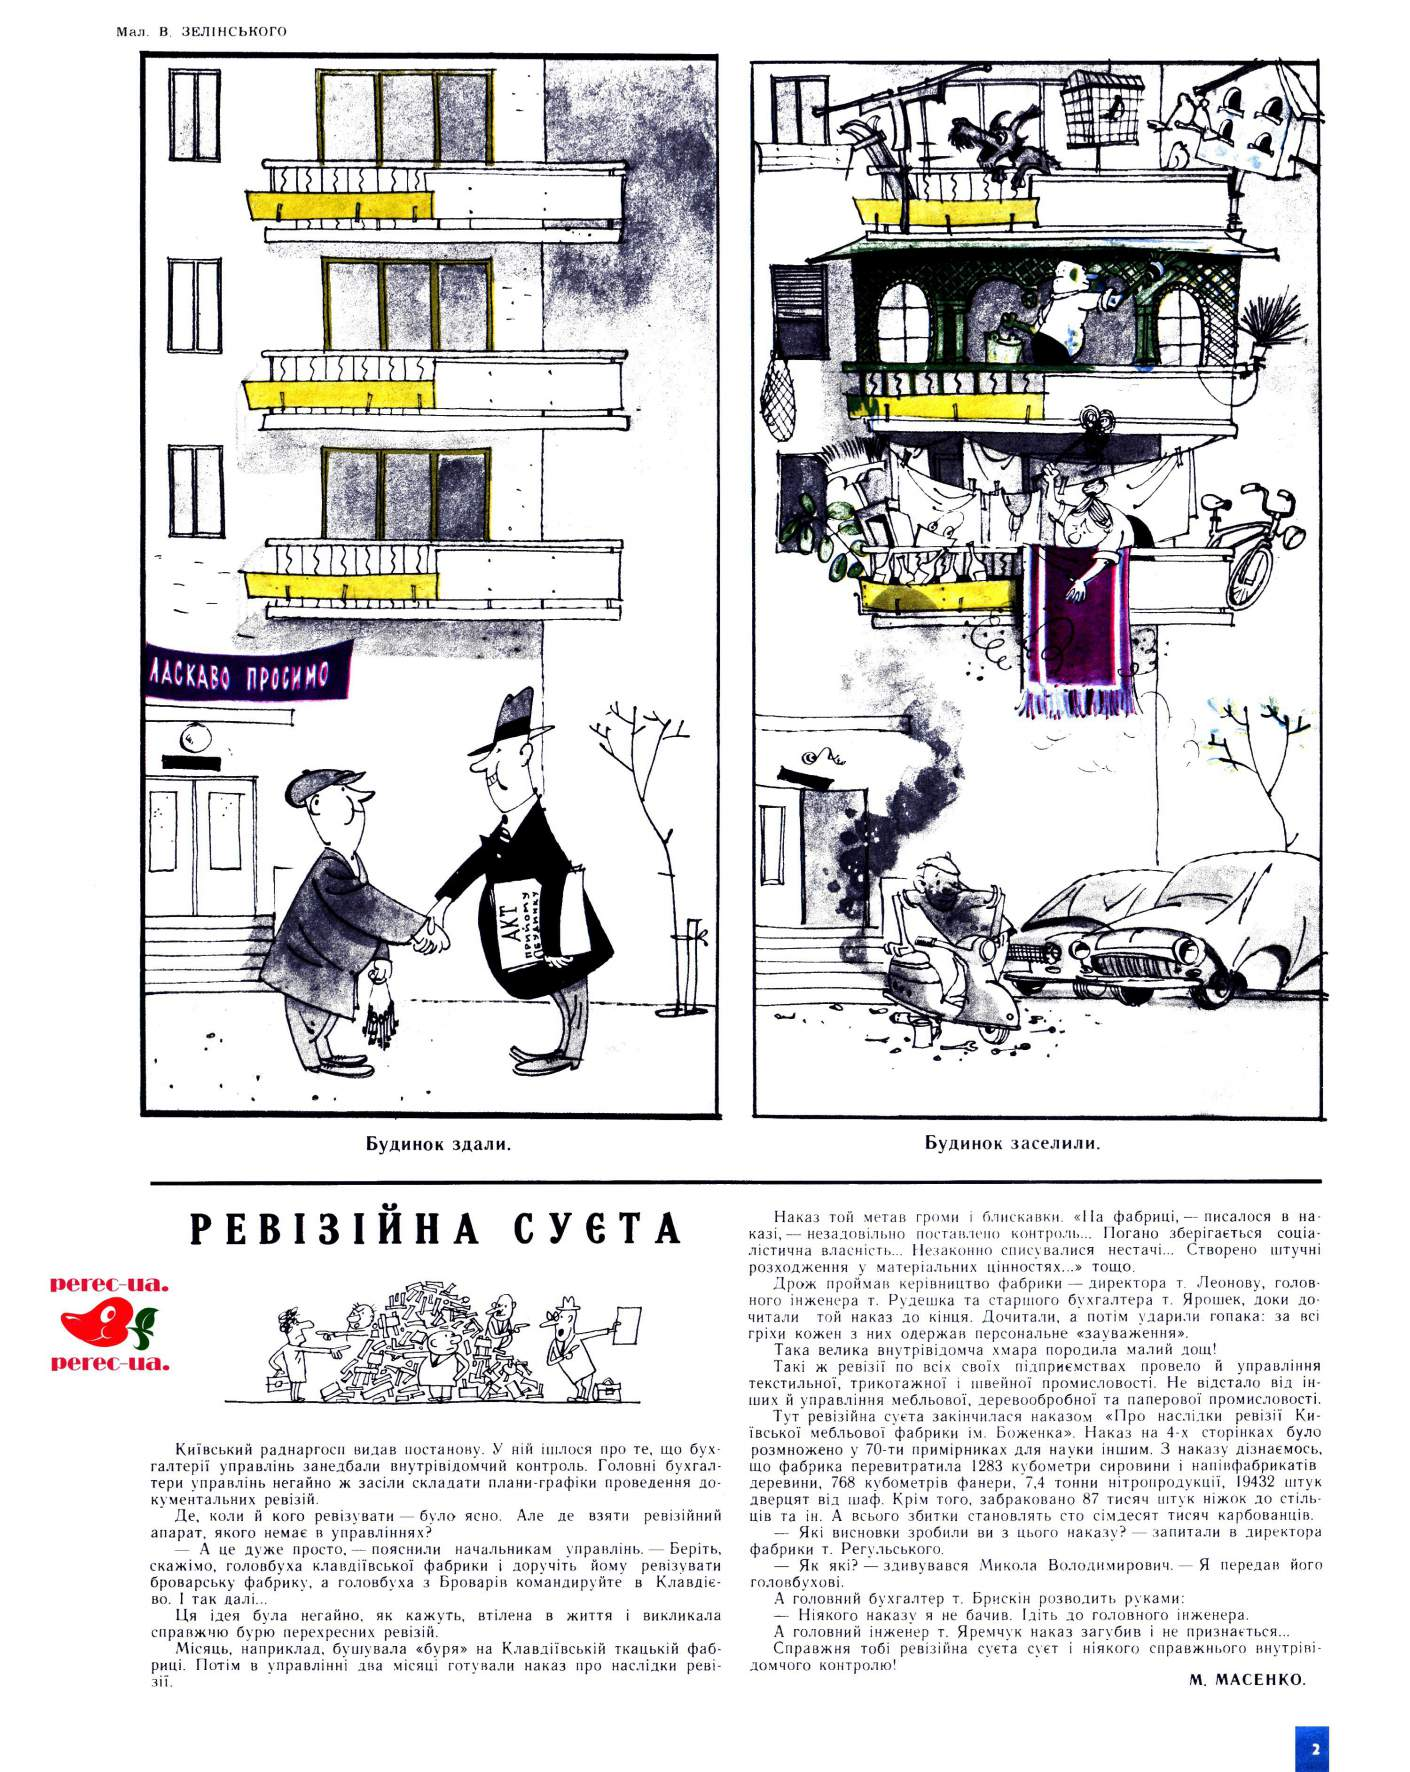 Мал. В. ЗЕЛІНСЬКОГО
ЛАСКАВО ПРОСИМО
АКТ
ПРИЙОМУ
БУДИНКУ
Будинок здали.
Будинок заселили.
РЕВІЗІЙНА СУЄТА
perec-ua.
perec-ua.
Київський раднаргосп видав постанову. У ній ішлося про те, що бух-
галтерії управлінь занедбали внутрівідомчий контроль. Головні бухгал-
тери управлінь негайно ж засіли складати плани-графіки проведення до-
кументальних ревізій.
Де, коли й кого ревізувати — було ясно. Але де взяти ревізійний
апарат, якого немає в управліннях?
— А це дуже просто, — пояснили начальникам управлінь. — Беріть,
скажімо, головбуха клавдіївської фабрики і доручіть йому ревізувати
броварську фабрику, а головбуха з Броварів командируйте в Клавдіє-
во. І так далі...
Ця ідея була негайно, як кажуть, втілена в життя і викликала
справжню бурю перехресних ревізій.
Місяць, наприклад, бушувала «буря» на Клавдіївській ткацькій фаб-
риці. Потім в управлінні два місяці готували наказ про наслідки реві-
зії.
Наказ той метав громи і блискавки. «На фабриці, — писалося в на-
казі, — незадовільно поставлено контроль... Погано зберігається соціа-
лістична власність... Незаконно списувалися нестачі... Створено штучні
розходження у матеріальних цінностях...» тощо.
Дрож проймав керівництво фабрики — директора т. Леонову, голов-
ного інженера т. Рудешка та старшого бухгалтера т. Ярошек, доки до-
читали той наказ до кінця. Дочитали, а потім ударили гопака: за всі
гріхи кожен з них одержав персональне «зауваження».
Така велика внутрівідомча хмара породила малий дощ!
Такі ж ревізії по всіх своїх підприємствах провело й управління
текстильної, трикотажної і швейної промисловості. Не відстало від ін-
ших й управління мебльової, деревообробної та паперової промисловості.
Тут ревізійна суєта закінчилася наказом «Про наслідки ревізії Ки-
ївської мебльової фабрики ім. Боженка». Наказ на 4-х сторінках було
розмножено у 70-ти примірниках для науки іншим. З наказу дізнаємось,
що фабрика перевитратила 1283 кубометри сировини і напівфабрикатів
деревини, 768 кубометрів фанери, 7,4 тонни нітропродукції, 19432 штук
дверцят від шаф. Крім того, забраковано 87 тисяч штук ніжок до стіль-
ців та ін. А всього збитки становлять сто сімдесят тисяч карбованців.
— Які висновки зробили ви з цього наказу? — запитали в директора
фабрики т. Регульського.
— Як які? — здивувався Микола Володимирович. — Я передав його
головбухові.
А головний бухгалтер т. Брискін розводить руками:
— Ніякого наказу я не бачив. Ідіть до головного інженера.
А головний інженер т. Яремчук наказ загубив і не признається...
Справжня тобі ревізійна суєта суєт і ніякого справжнього внутріві-
домчого контролю!
М. МАСЕНКО.
2